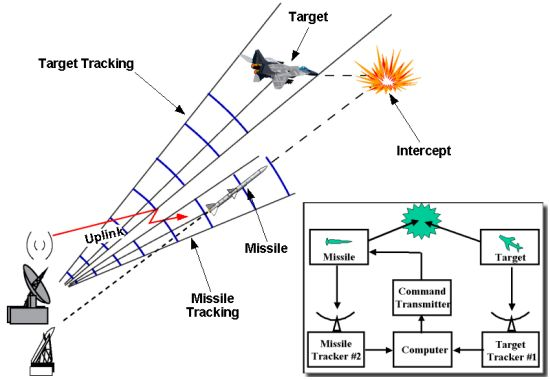 Target
Target Tracking
Intercept
Uplink
Missile
Missile
Tracking
Missile
Target
Command
Transmitter
Missile
Tracker #2
Computer
Target
Tracker #1